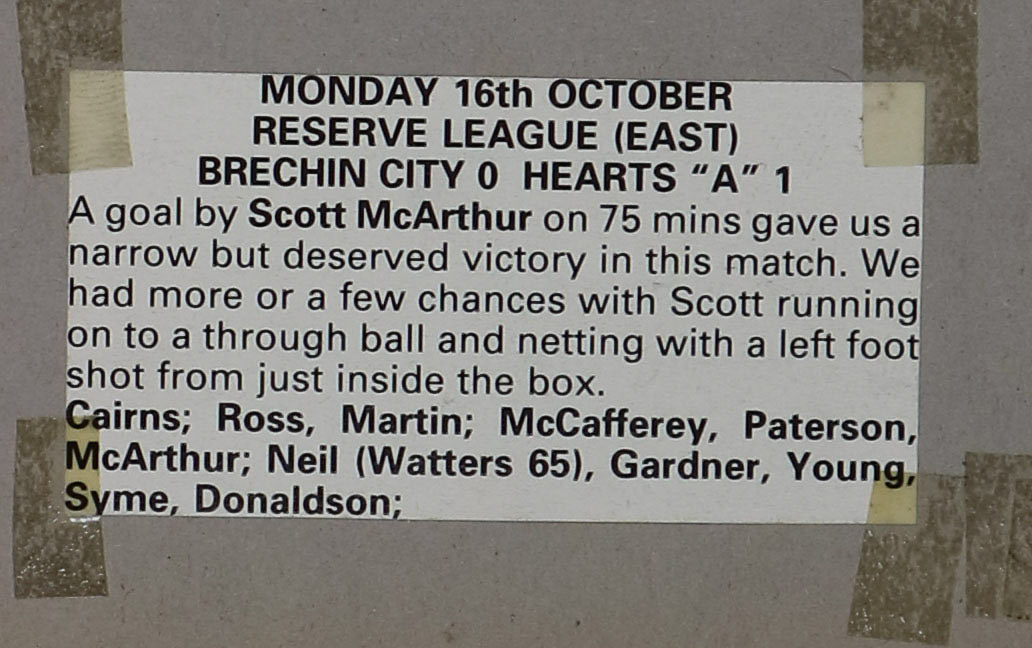 MONDAY 16th OCTOBER
RESERVE LEAGUE (EAST)
BRECHIN CITY 0 HEARTS “A” 1
A goal by Scott McArthur on 75 mins gave us a
narrow but deserved victory in this match. We
had more or a few chances with Scott running
on to a through ball and netting with a left foot
shot from just inside the box.
Cairns; Ross, Martin; McCafferey, Paterson,
McArthur; Neil (Watters 65), Gardner, Young,
Syme, Donaldson;